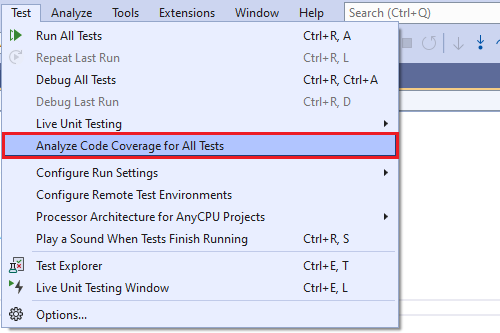 Test Analyze Tools Extensions Window Help Search (Ctrl+Q)
Run All Tests Ctrl+R, A
Repeat Last Run Ctrl+R, L
Debug All Tests Ctrl+R, Ctrl+A
Debug Last Run Ctrl+R, D
Live Unit Testing
Analyze Code Coverage for All Tests
Configure Run Settings
Configure Remote Test Environments
Processor Architecture for AnyCPU Projects
Play a Sound When Tests Finish Running Ctrl+R, S
Test Explorer Ctrl+E, T
Live Unit Testing Window Ctrl+E, L
Options...